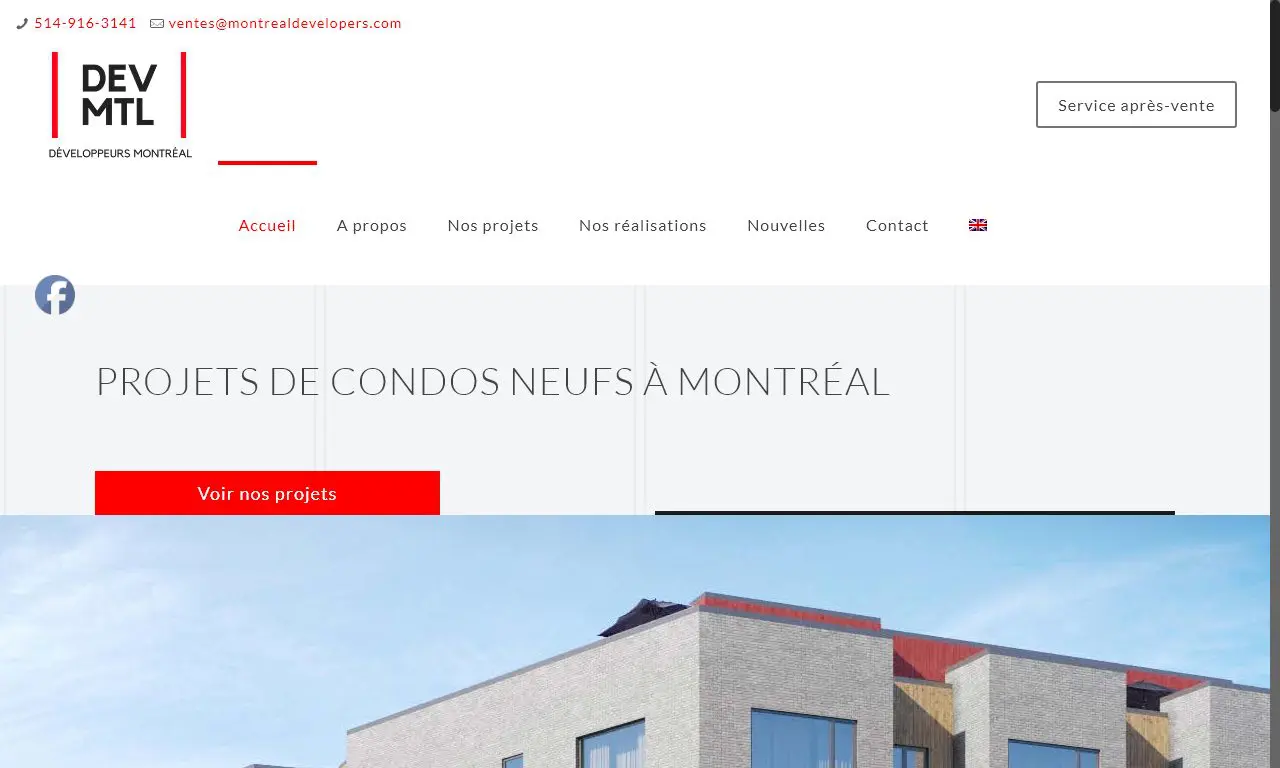 514-916-3141 ventes@montrealdevelopers.com
DEV
MTL
DÉVELOPPEURS MONTRÉAL
Service après-vente
Accueil A propos Nos projets Nos réalisations Nouvelles Contact
PROJETS DE CONDOS NEUFS À MONTRÉAL
Voir nos projets